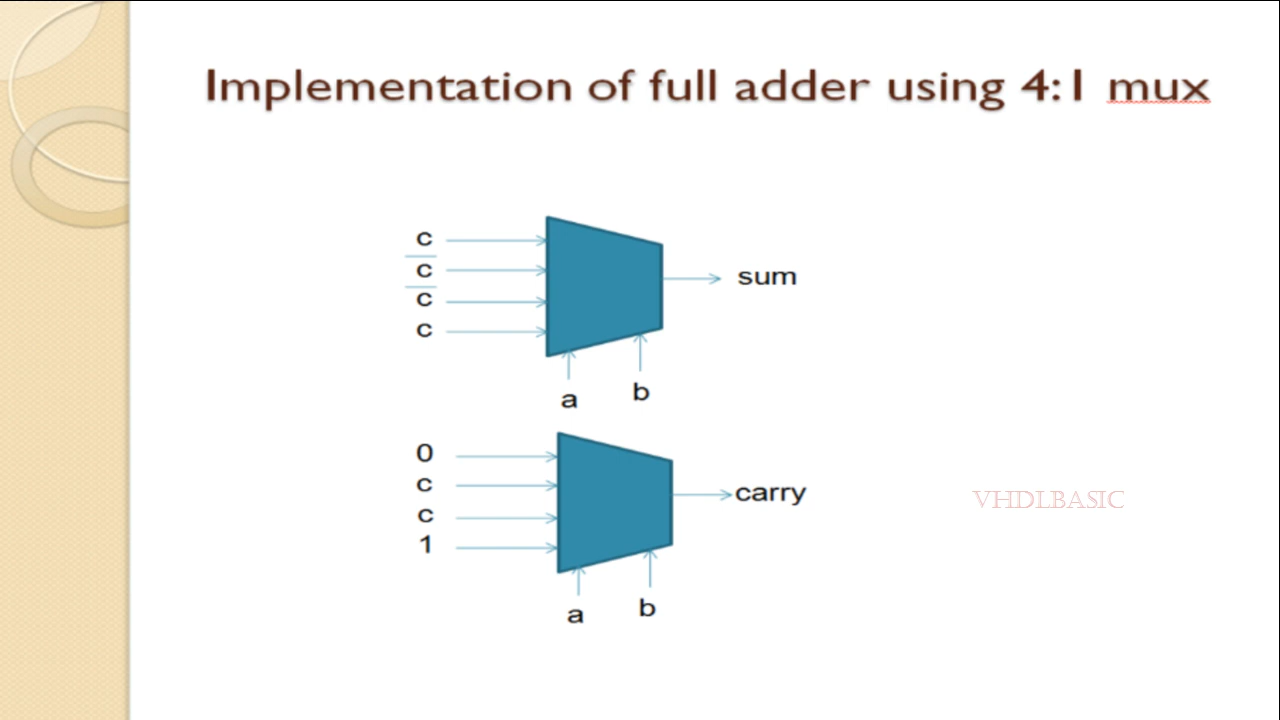 Implementation of full adder using 4:1 mux
c
c̅
c̅
c
sum
a
b
0
c
c
1
carry
VHDLBASIC
a
b